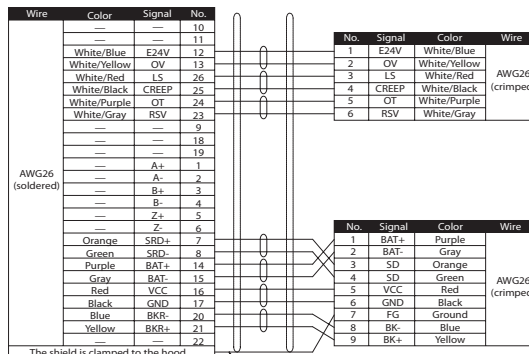 Wire Color Signal No.
— — 10
— — 11
White/Blue E24V 12
White/Yellow OV 13
White/Red LS 26
White/Black CREEP 25
White/Purple OT 24
White/Gray RSV 23
— — 9
— — 18
— — 19
— A+ 1
— A- 2
— B+ 3
— B- 4
— Z+ 5
— Z- 6
Orange SRD+ 7
Green SRD- 8
Purple BAT+ 14
Gray BAT- 15
Red VCC 16
Black GND 17
Blue BKR- 20
Yellow BKR+ 21
— — 22
AWG26
(soldered)
The shield is clamped to the hood
No. Signal Color Wire
1 E24V White/Blue
2 OV White/Yellow
3 LS White/Red
4 CREEP White/Black
5 OT White/Purple
6 RSV White/Gray
AWG26
(crimped
No. Signal Color Wire
1 BAT+ Purple
2 BAT- Gray
3 SD Orange
4 SD Green
5 VCC Red
6 GND Black
7 FG Ground
8 BK- Blue
9 BK+ Yellow
AWG26
(crimped